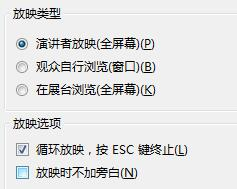 放映类型
演讲者放映(全屏幕)(P)
观众自行浏览(窗口)(B)
在展台浏览(全屏幕)(K)
放映选项
循环放映，按 ESC 键终止(L)
放映时不加旁白(N)